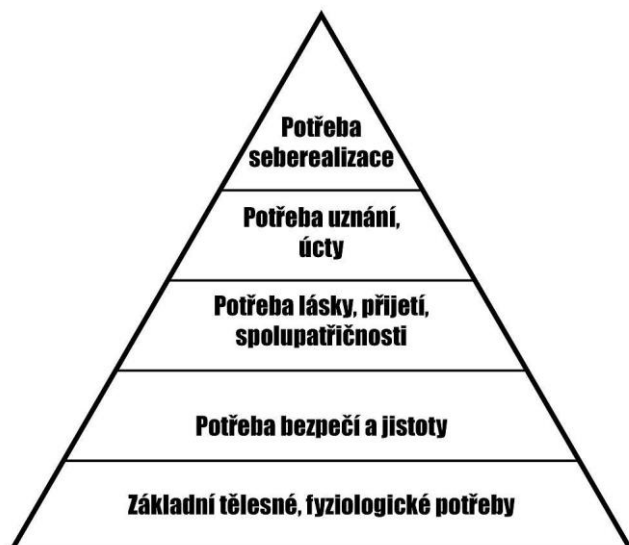 Potřeba
seberealizace
Potřeba uznání,
úcty
Potřeba lásky, přijetí,
spolupatřičnosti
Potřeba bezpečí a jistoty
Základní tělesné, fyziologické potřeby